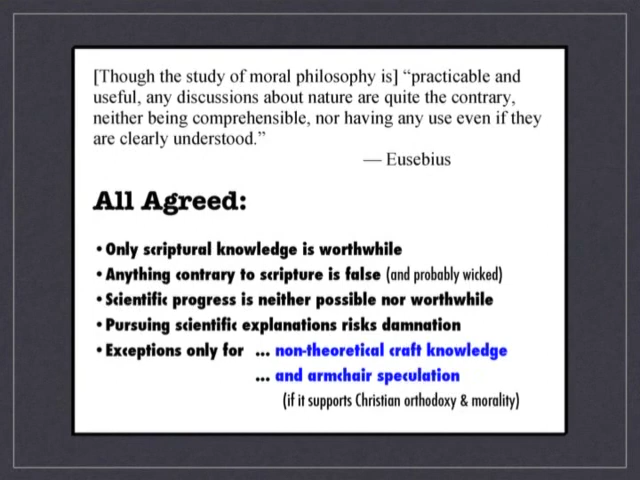 [Though the study of moral philosophy is] “practicable and
useful, any discussions about nature are quite the contrary,
neither being comprehensible, nor having any use even if they
are clearly understood.”
— Eusebius
All Agreed:
• Only scriptural knowledge is worthwhile
• Anything contrary to scripture is false (and probably wicked)
• Scientific progress is neither possible nor worthwhile
• Pursuing scientific explanations risks damnation
• Exceptions only for ... non-theoretical craft knowledge
... and armchair speculation
(if it supports Christian orthodoxy & morality)